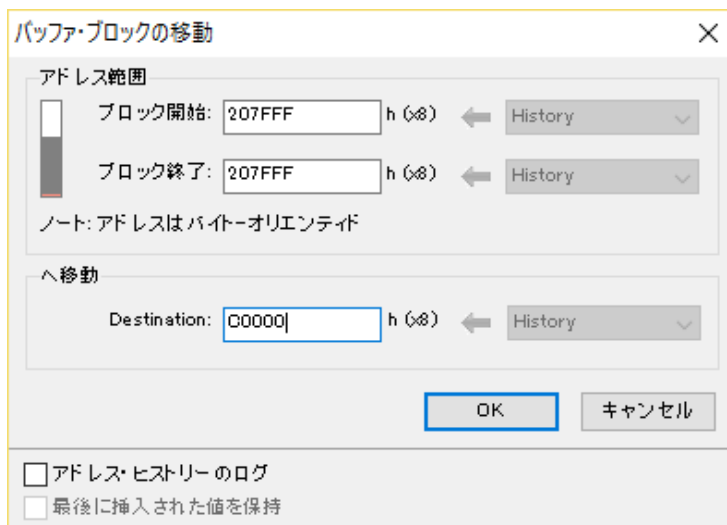 バッファ・ブロックの移動
アドレス範囲
ブロック開始: 207FFF h (x8) History
ブロック終了: 207FFF h (x8) History
ノート: アドレスはバイトーオリエンティド
へ移動
Destination: C0000 h (x8) History
OK キャンセル
アドレス・ヒストリーのログ
最後に挿入された値を保持